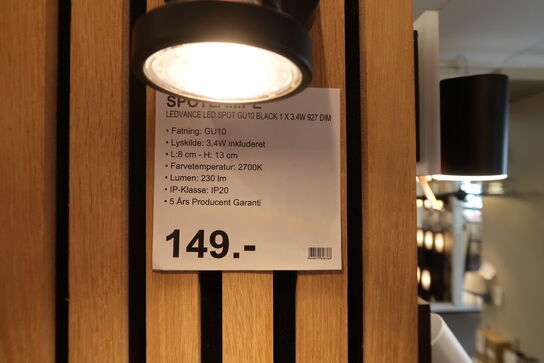 SPOTLAMPE
LEDVANCE LED SPOT GU10 BLACK 1 X 3.4W 927 DIM
• Fatning: GU10
• Lyskilde: 3,4W inkluderet
• L:8 cm - H: 13 cm
• Farvetemperatur: 2700K
• Lumen: 230 lm
• IP-Klasse: IP20
• 5 Års Producent Garanti
149.-